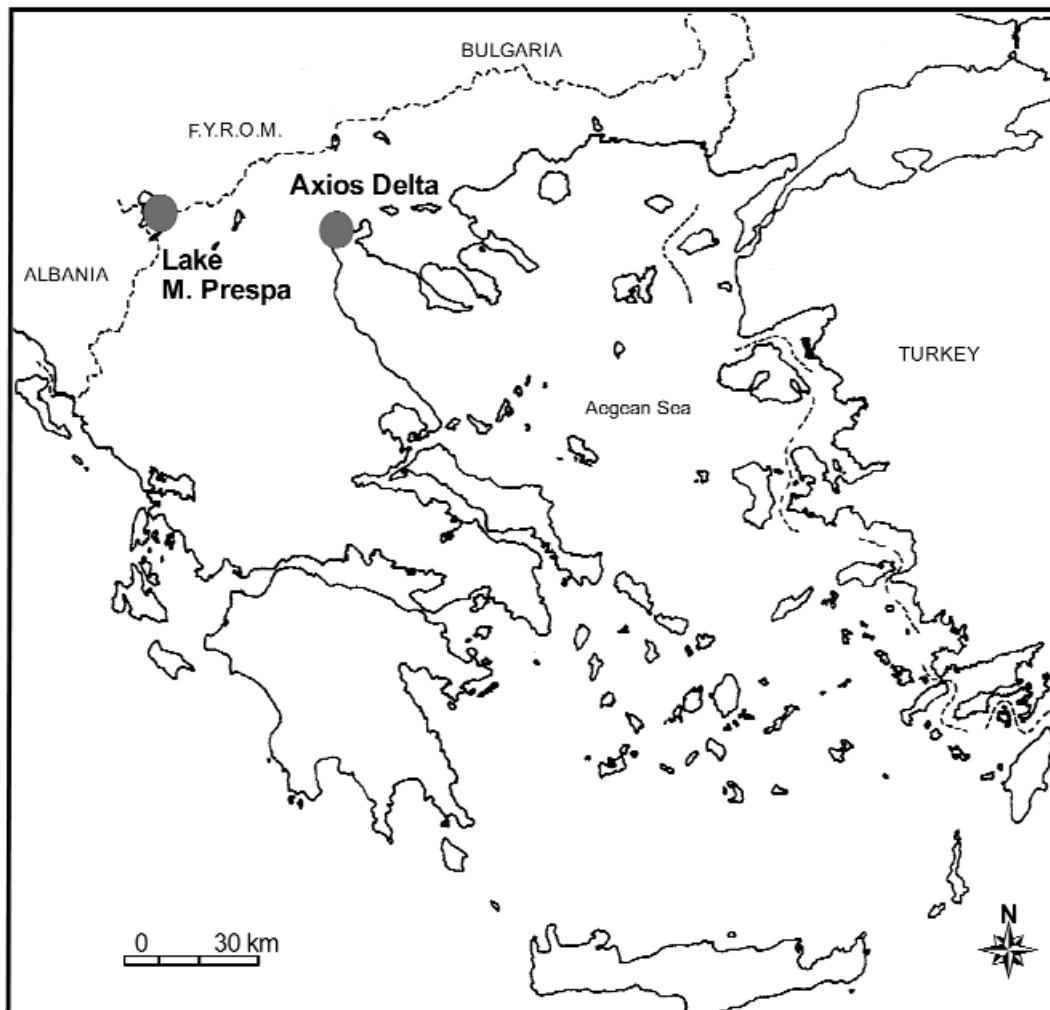 BULGARIA
F.Y.R.O.M.
Axios Delta
Lake
M. Prespa
ALBANIA
TURKEY
Aegean Sea
N
0 30 km